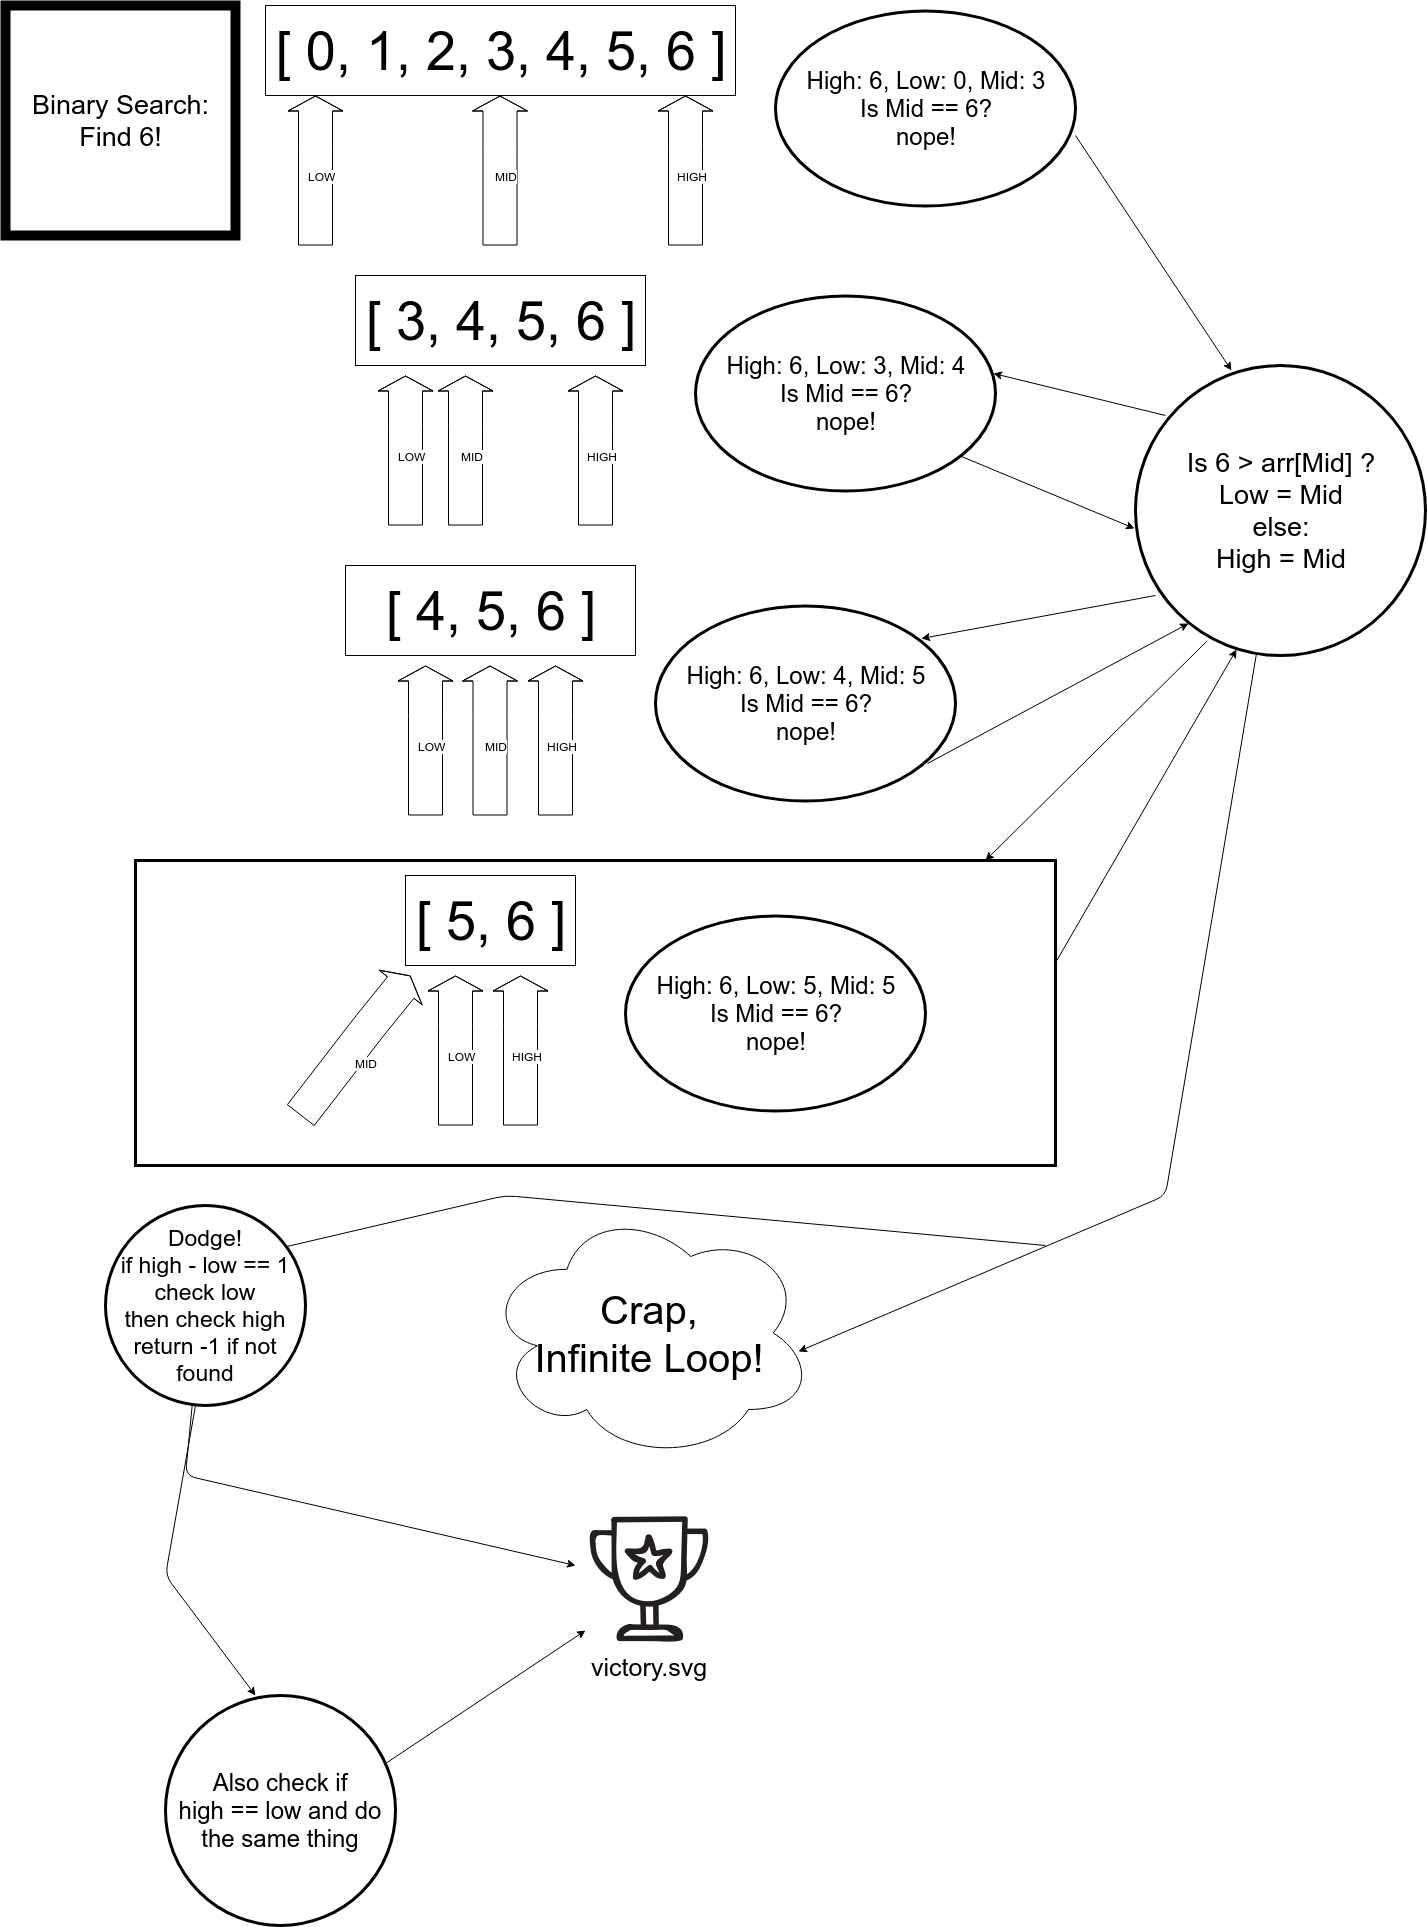 Binary Search:
Find 6!
[ 0, 1, 2, 3, 4, 5, 6 ]
LOW
MID
HIGH
High: 6, Low: 0, Mid: 3
Is Mid == 6?
nope!
[ 3, 4, 5, 6 ]
LOW
MID
HIGH
High: 6, Low: 3, Mid: 4
Is Mid == 6?
nope!
Is 6 > arr[Mid] ?
Low = Mid
else:
High = Mid
[ 4, 5, 6 ]
LOW
MID
HIGH
High: 6, Low: 4, Mid: 5
Is Mid == 6?
nope!
[ 5, 6 ]
MID
LOW
HIGH
High: 6, Low: 5, Mid: 5
Is Mid == 6?
nope!
Dodge!
if high - low == 1
check low
then check high
return -1 if not
found
Crap,
Infinite Loop!
victory.svg
Also check if
high == low and do
the same thing